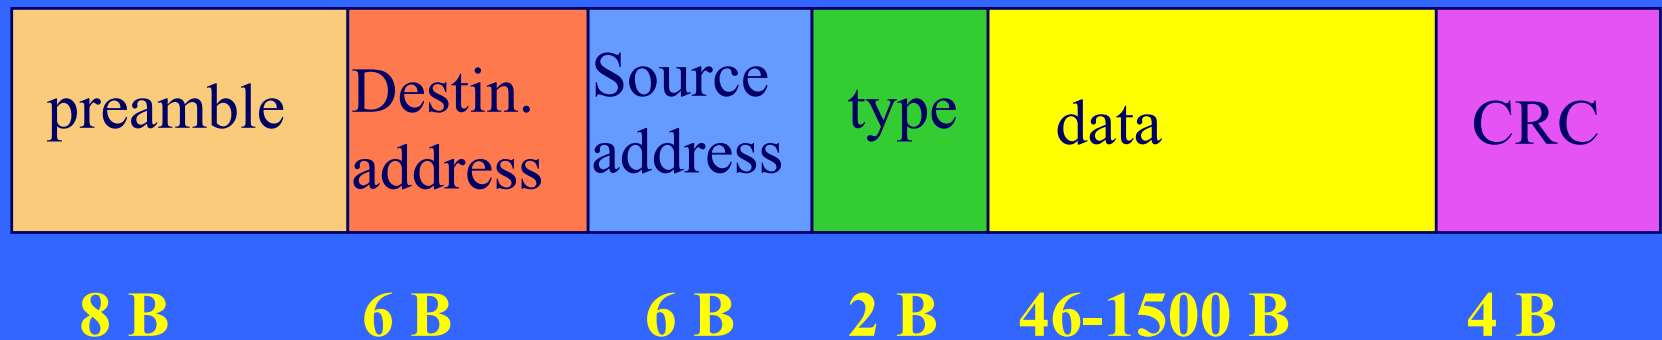 preamble
Destin.
address
Source
address
type
data
CRC
8 B
6 B
6 B
2 B
46-1500 B
4 B